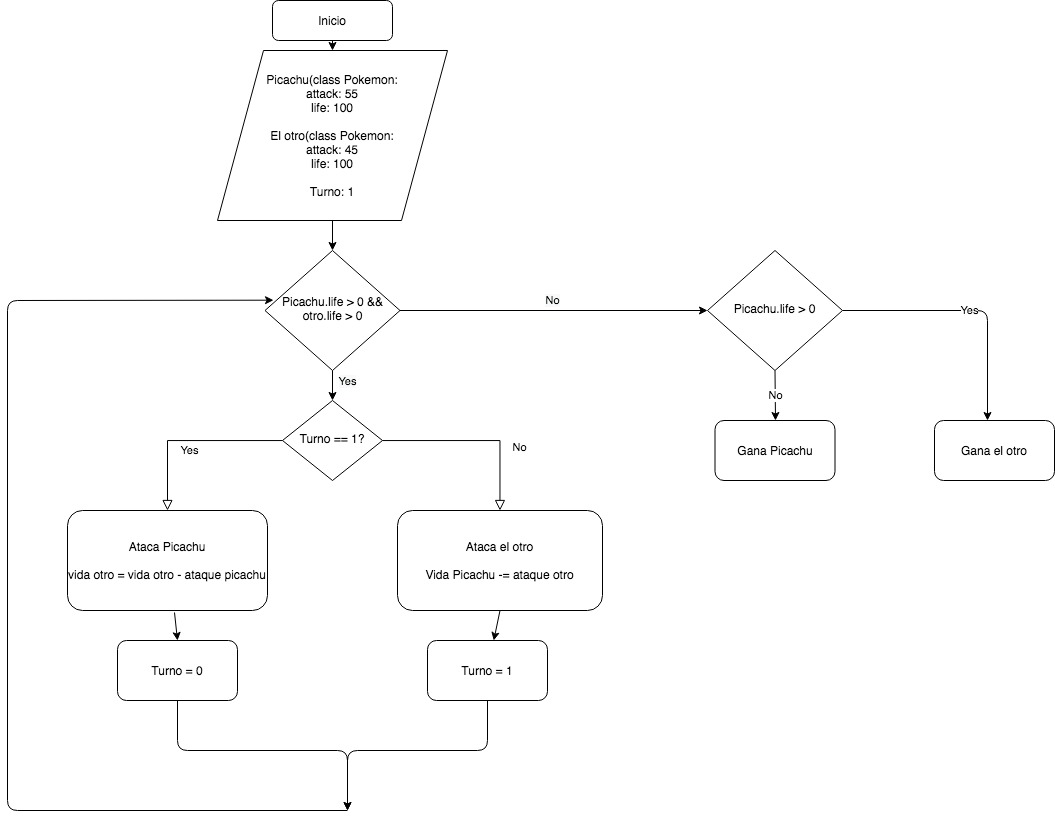 Inicio
Picachu(class Pokemon:
attack: 55
life: 100
El otro(class Pokemon:
attack: 45
life: 100
Turno: 1
Picachu.life > 0 &&
otro.life > 0
No
Picachu.life > 0
Yes
Yes
No
Turno == 1?
Yes
No
Gana Picachu
Gana el otro
Ataca Picachu
vida otro = vida otro - ataque picachu
Ataca el otro
Vida Picachu -= ataque otro
Turno = 0
Turno = 1